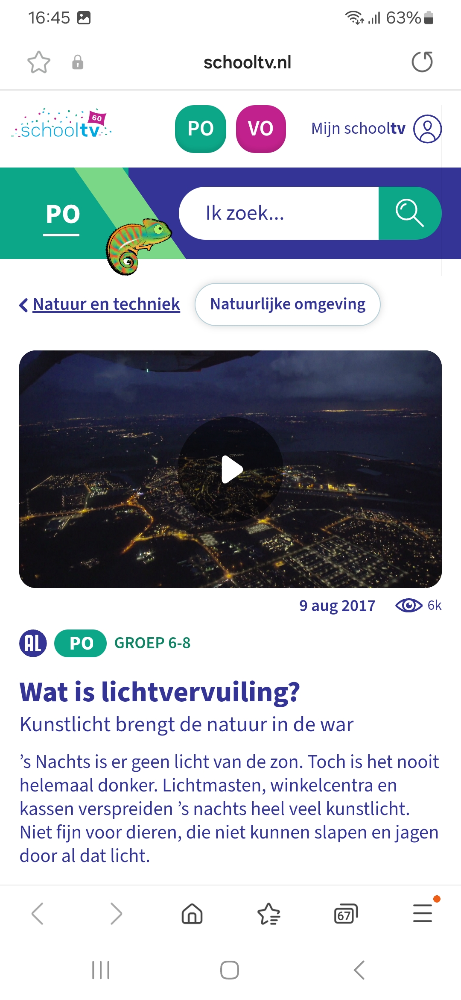 16:45
63%
schooltv.nl
60
schooltv
PO
VO
Mijn schooltv
PO
Ik zoek...
Natuur en techniek
Natuurlijke omgeving
9 aug 2017
6k
AL
PO
GROEP 6-8
Wat is lichtvervuiling?
Kunstlicht brengt de natuur in de war
’s Nachts is er geen licht van de zon. Toch is het nooit
helemaal donker. Lichtmasten, winkelcentra en
kassen verspreiden ’s nachts heel veel kunstlicht.
Niet fijn voor dieren, die niet kunnen slapen en jagen
door al dat licht.
67